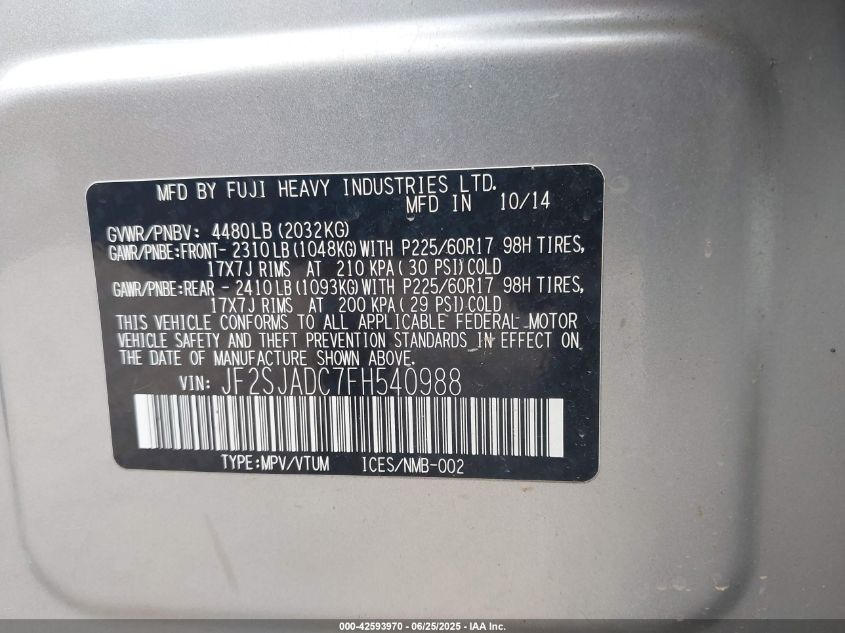 MFD BY FUJI HEAVY INDUSTRIES LTD.
MFD IN 10/14
GVWR/PNBV: 4480LB(2032KG)
GAWR/PNBE:FRONT- 2310LB(1048KG)WITH P225/60R17 98H TIRES,
17X7J RIMS AT 210 KPA(30 PSI)COLD
GAWR/PNBE:REAR - 2410LB(1093KG)WITH P225/60R17 98H TIRES,
17X7J RIMS AT 200 KPA(29 PSI)COLD
THIS VEHICLE CONFORMS TO ALL APPLICABLE FEDERAL MOTOR
VEHICLE SAFETY AND THEFT PREVENTION STANDARDS IN EFFECT ON
THE DATE OF MANUFACTURE SHOWN ABOVE.
VIN: JF2SJADC7FH540988
TYPE:MPV/VTUM ICES/NMB-002
000-42593970 - 06/25/2025 - IAA Inc.